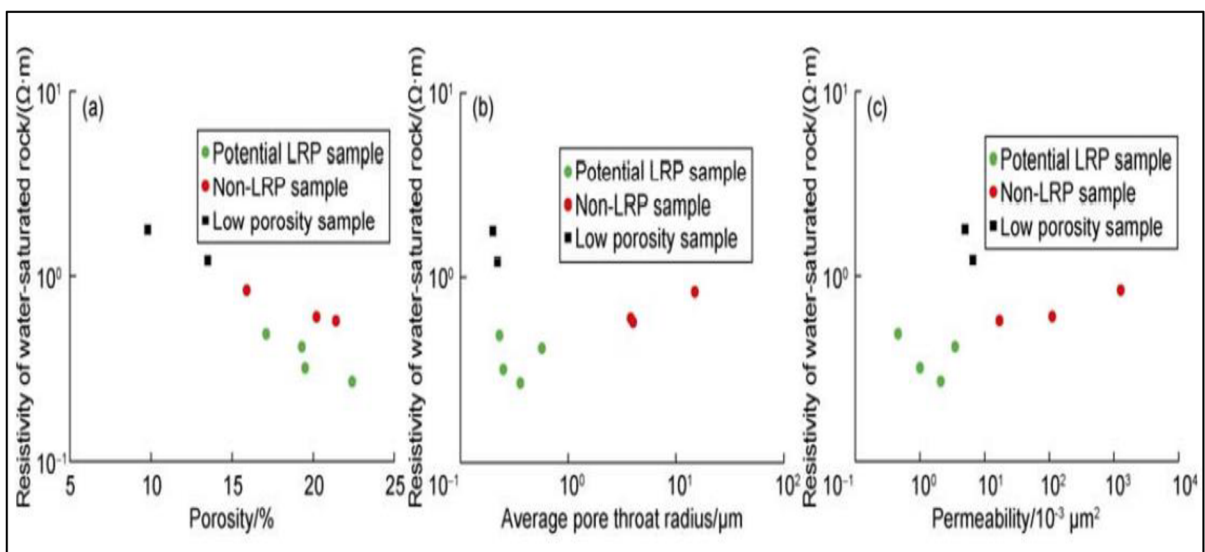 Resistivity of water-saturated rock/(Ω·m)
10¹
10⁰
10⁻¹
(a)
Potential LRP sample
Non-LRP sample
Low porosity sample
5 10 15 20 25
Porosity/%
Resistivity of water-saturated rock/(Ω·m)
10¹
10⁰
(b)
Potential LRP sample
Non-LRP sample
Low porosity sample
10⁻¹ 10⁰ 10¹ 10²
Average pore throat radius/μm
Resistivity of water-saturated rock/(Ω·m)
10¹
10⁰
(c)
Potential LRP sample
Non-LRP sample
Low porosity sample
10⁻¹ 10⁰ 10¹ 10² 10³ 10⁴
Permeability/10⁻³ μm²